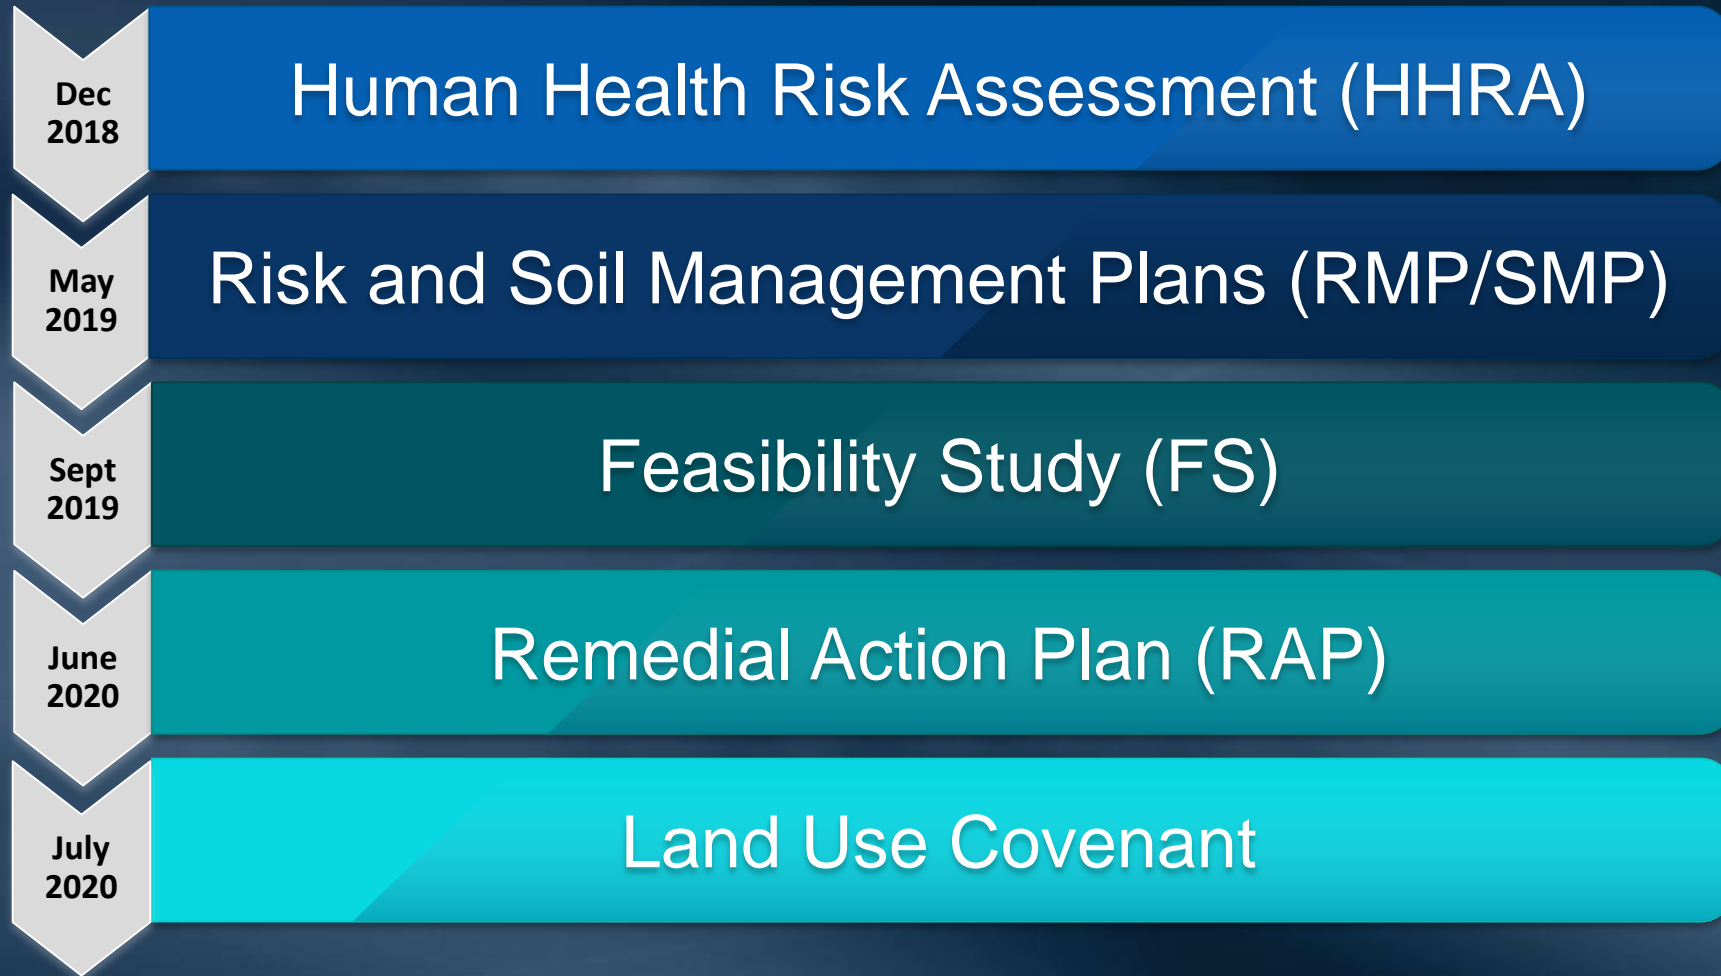 Dec
2018
Human Health Risk Assessment (HHRA)
May
2019
Risk and Soil Management Plans (RMP/SMP)
Sept
2019
Feasibility Study (FS)
June
2020
Remedial Action Plan (RAP)
July
2020
Land Use Covenant